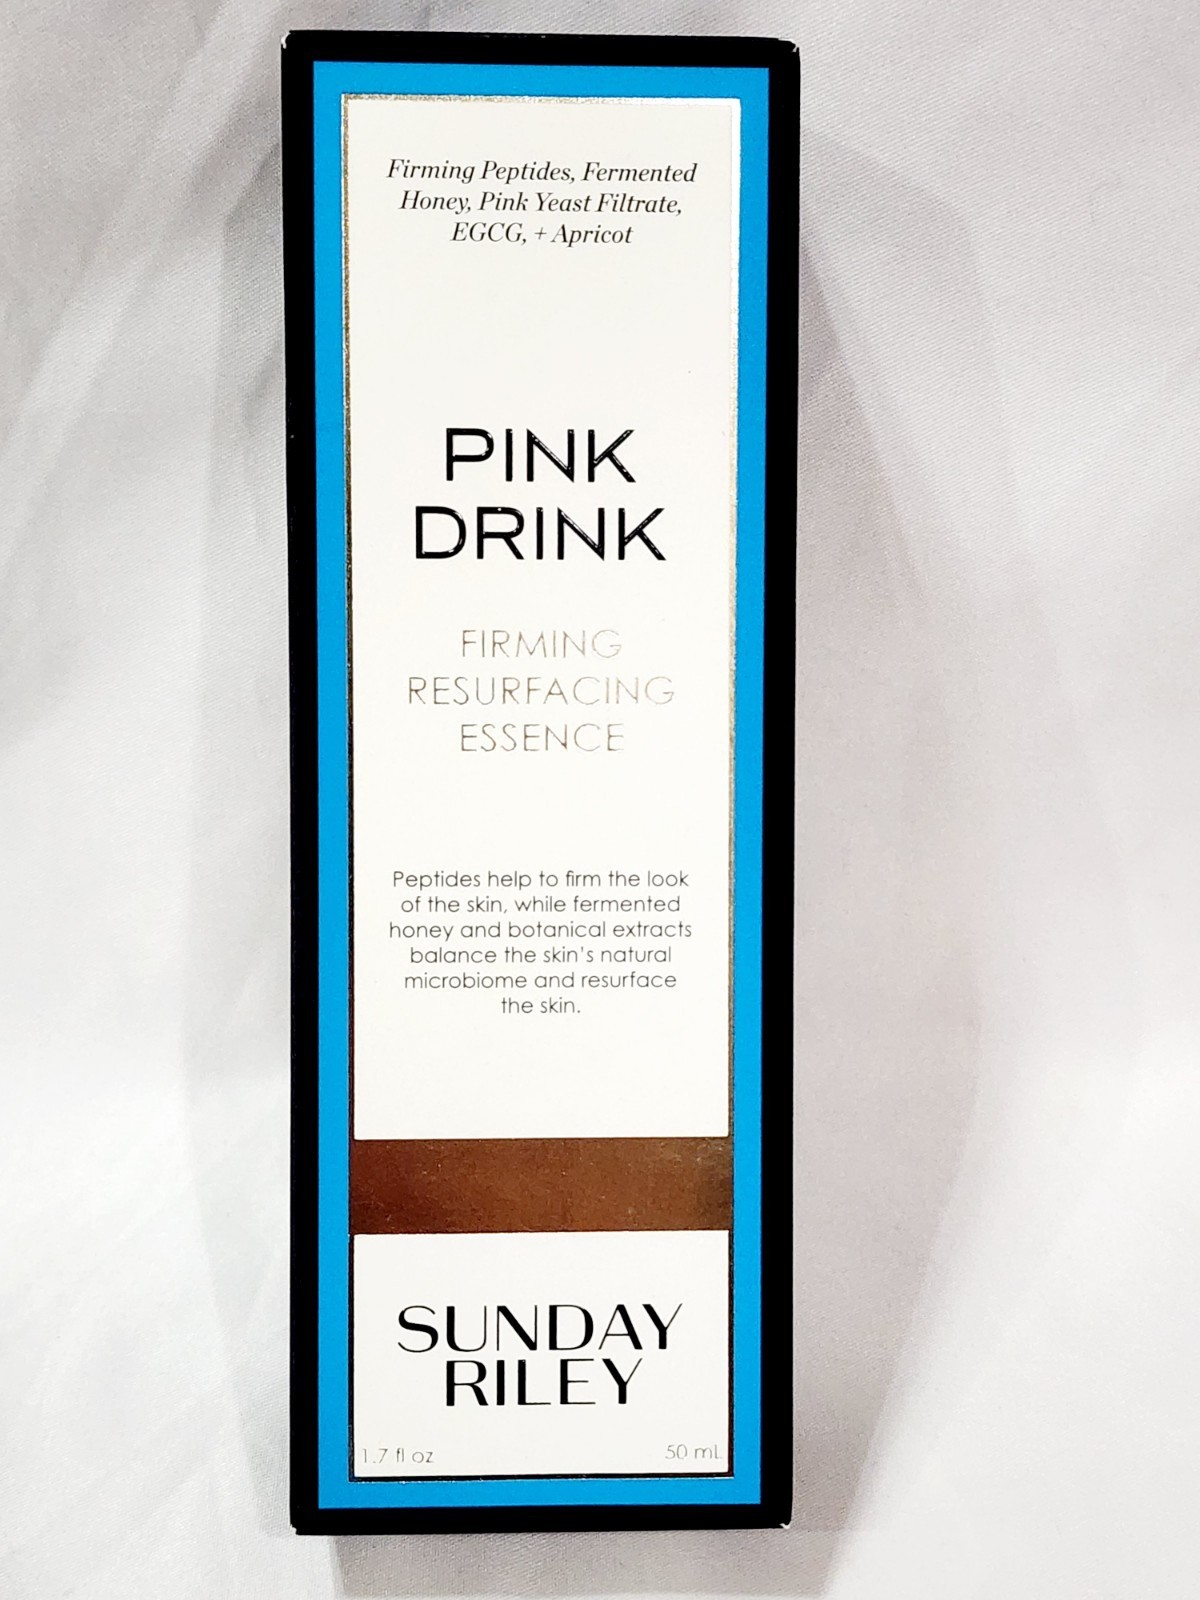 Firming Peptides, Fermented
Honey, Pink Yeast Filtrate,
EGCG, + Apricot
PINK
DRINK
FIRMING
RESURFACING
ESSENCE
Peptides help to firm the look
of the skin, while fermented
honey and botanical extracts
balance the skin's natural
microbiome and resurface
the skin.
SUNDAY
RILEY
1.7 fl oz 50 mL